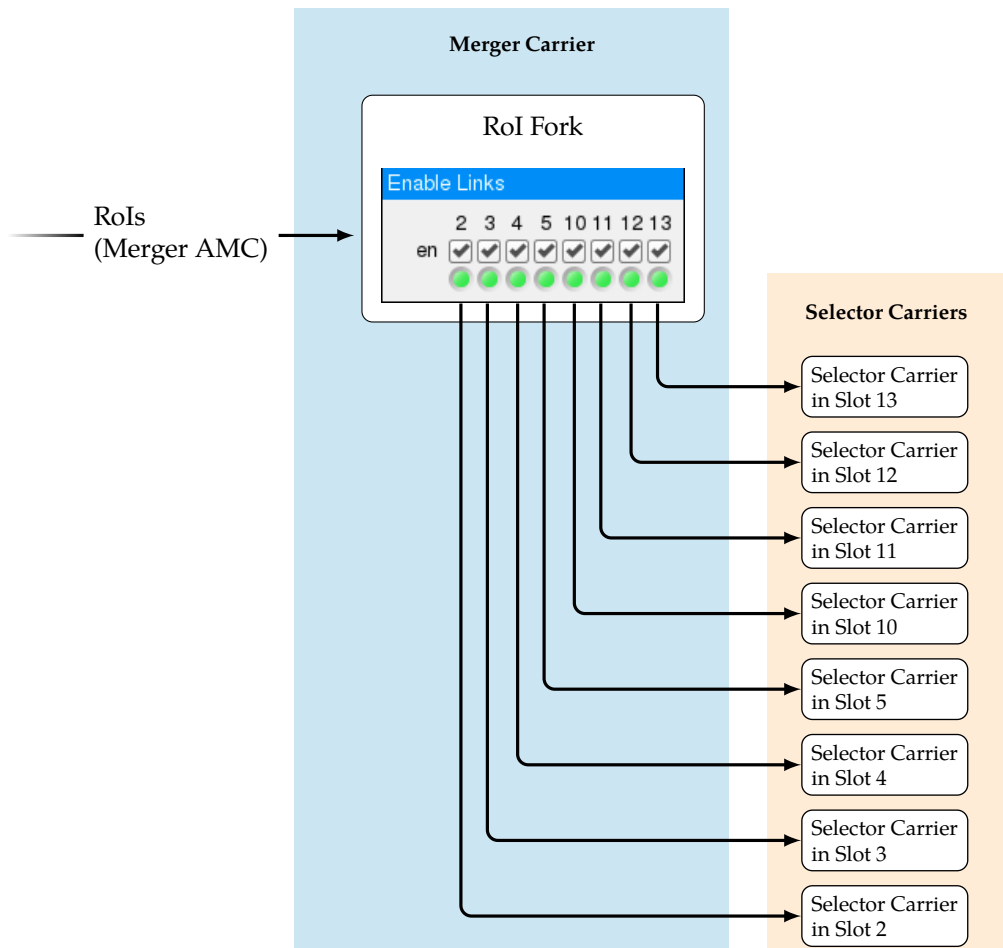 Merger Carrier
RoI Fork
Enable Links
2 3 4 5 10 11 12 13
en
RoIs
(Merger AMC)
Selector Carriers
Selector Carrier
in Slot 13
Selector Carrier
in Slot 12
Selector Carrier
in Slot 11
Selector Carrier
in Slot 10
Selector Carrier
in Slot 5
Selector Carrier
in Slot 4
Selector Carrier
in Slot 3
Selector Carrier
in Slot 2